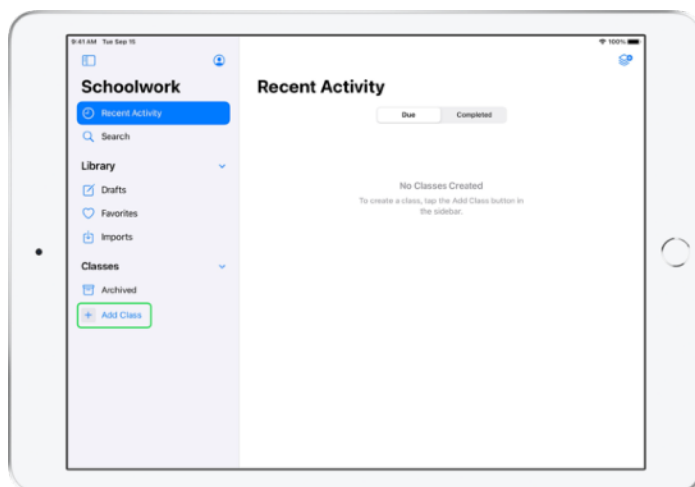 9:41 AM Tue Sep 15
100%
Schoolwork
Recent Activity
Search
Library
Drafts
Favorites
Imports
Classes
Archived
Add Class
Recent Activity
Due
Completed
No Classes Created
To create a class, tap the Add Class button in
the sidebar.